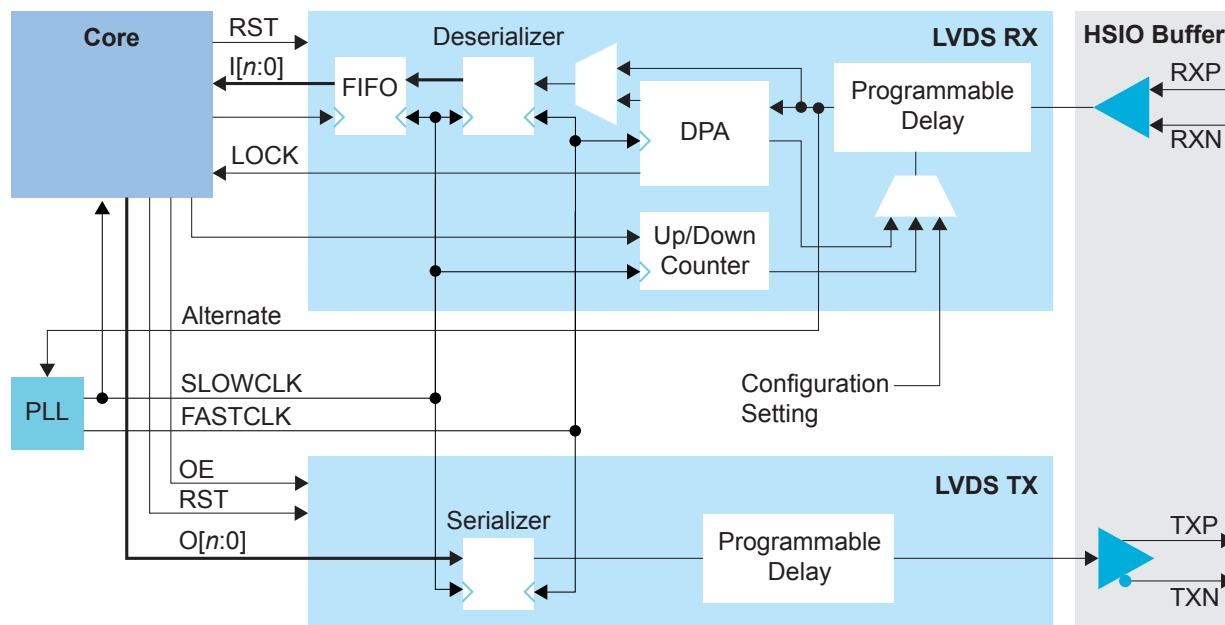 Core
RST
I[n:0]
LOCK
FIFO
Deserializer
DPA
LVDS RX
Programmable
Delay
HSIO Buffer
RXP
RXN
Up/Down
Counter
Alternate
PLL
SLOWCLK
FASTCLK
Configuration
Setting
OE
RST
O[n:0]
Serializer
LVDS TX
Programmable
Delay
TXP
TXN